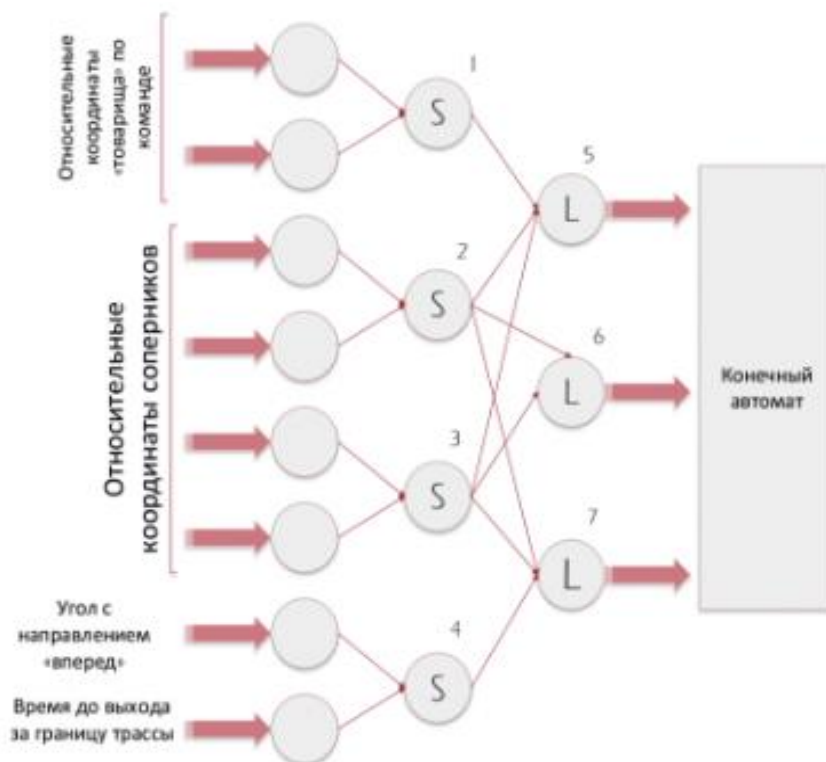 Относительные
координаты
«товарища» по
команде
1
S
5
L
Относительные
координаты соперников
2
S
6
L
Конечный
автомат
3
S
7
L
Угол с
направлением
«вперед»
4
S
Время до выхода
за границу трассы